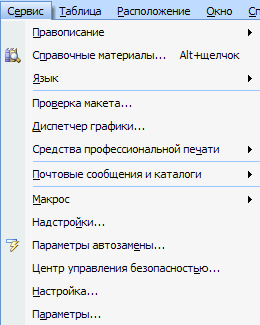 Сервис Таблица Расположение Окно Сп
Правописание
Справочные материалы... Alt+щелчок
Язык
Проверка макета...
Диспетчер графики...
Средства профессиональной печати
Почтовые сообщения и каталоги
Макрос
Надстройки...
Параметры автозамены...
Центр управления безопасностью...
Настройка...
Параметры...